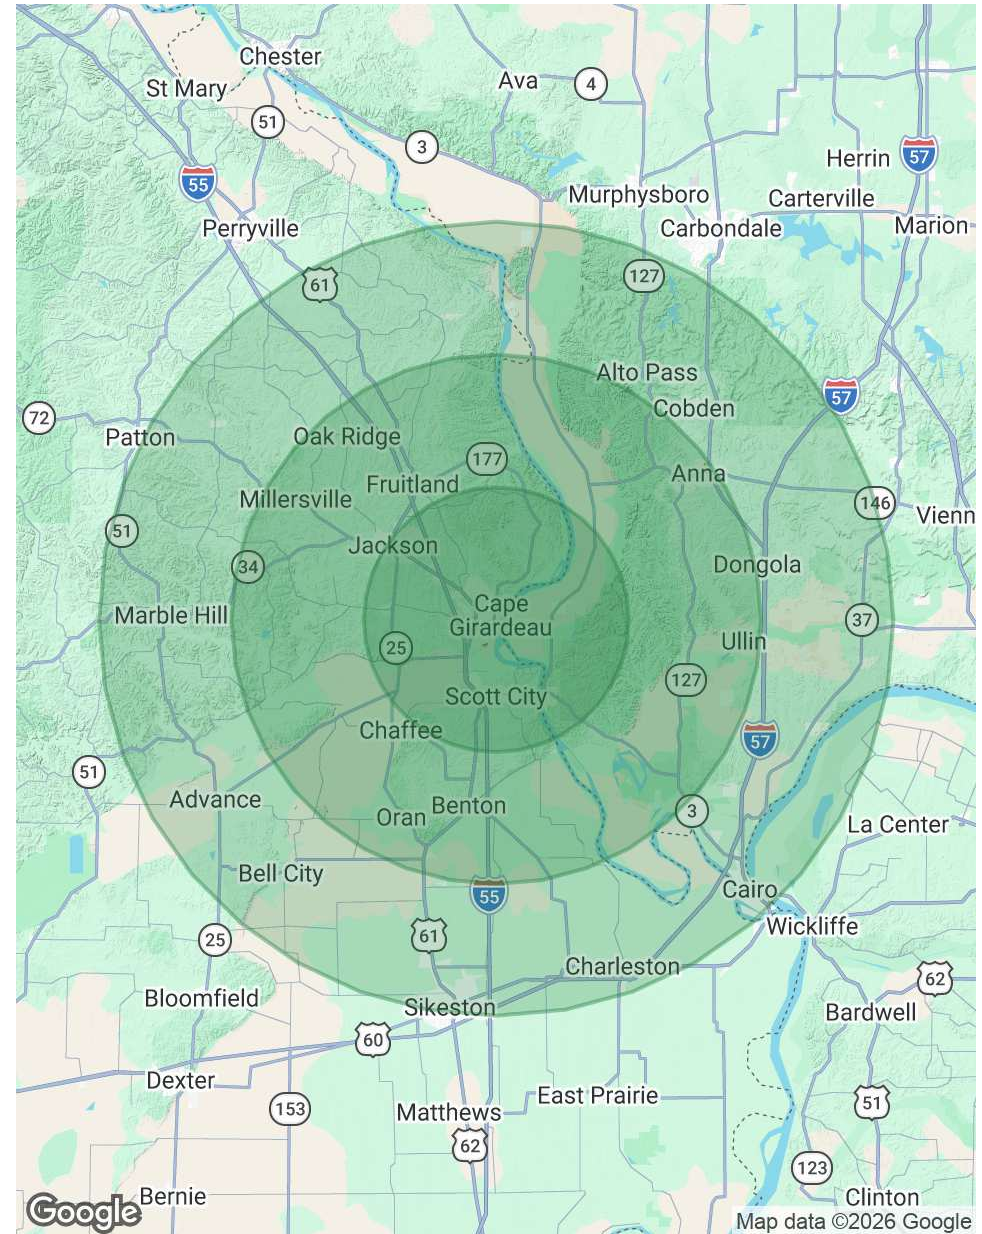 Chester
Ava
4
St Mary
51
3
Herrin
57
55
Murphysboro
Carterville
Perryville
Carbondale
Marion
61
127
Alto Pass
57
Cobden
72
Patton
Oak Ridge
177
Anna
Fruitland
Millersville
146
Vienn
51
Jackson
34
Dongola
Cape
Girardeau
Marble Hill
37
25
Ullin
127
Scott City
Chaffee
57
51
Advance
Benton
Oran
3
La Center
Bell City
55
Cairo
Wickliffe
25
61
Charleston
62
Bloomfield
Sikeston
Bardwell
60
Dexter
153
Matthews
East Prairie
51
62
123
Bernie
Clinton
Google
Map data ©2026 Google